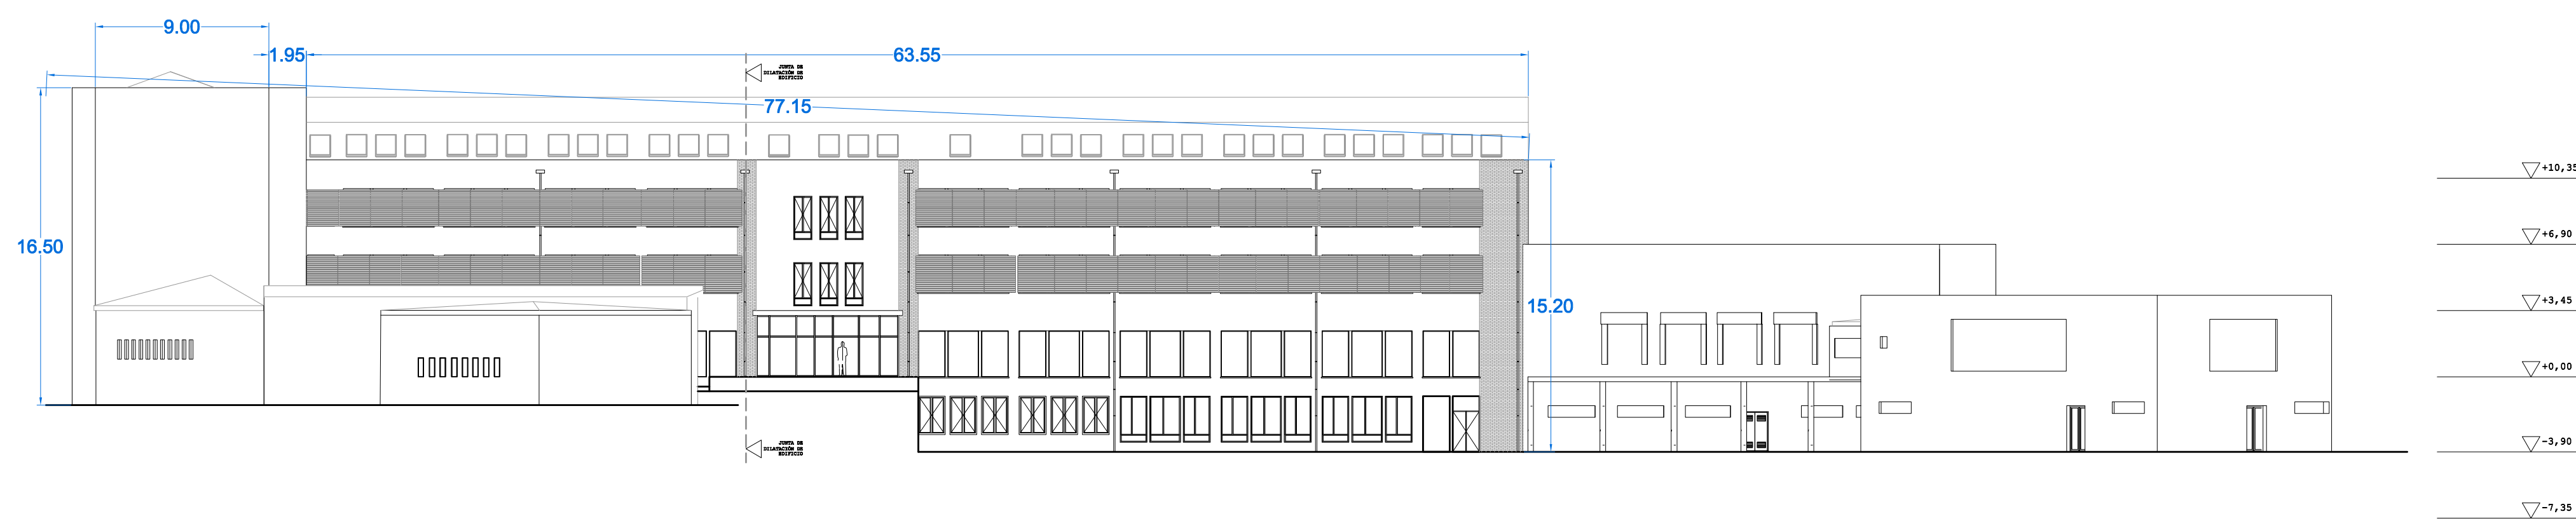 9.00
1.95
63.55
JUNTA DE
DILATACIÓN DE
EDIFICIO
77.15
+10,35
+6,90
16.50
+3,45
15.20
+0,00
-3,90
JUNTA DE
DILATACIÓN DE
EDIFICIO
-7,35